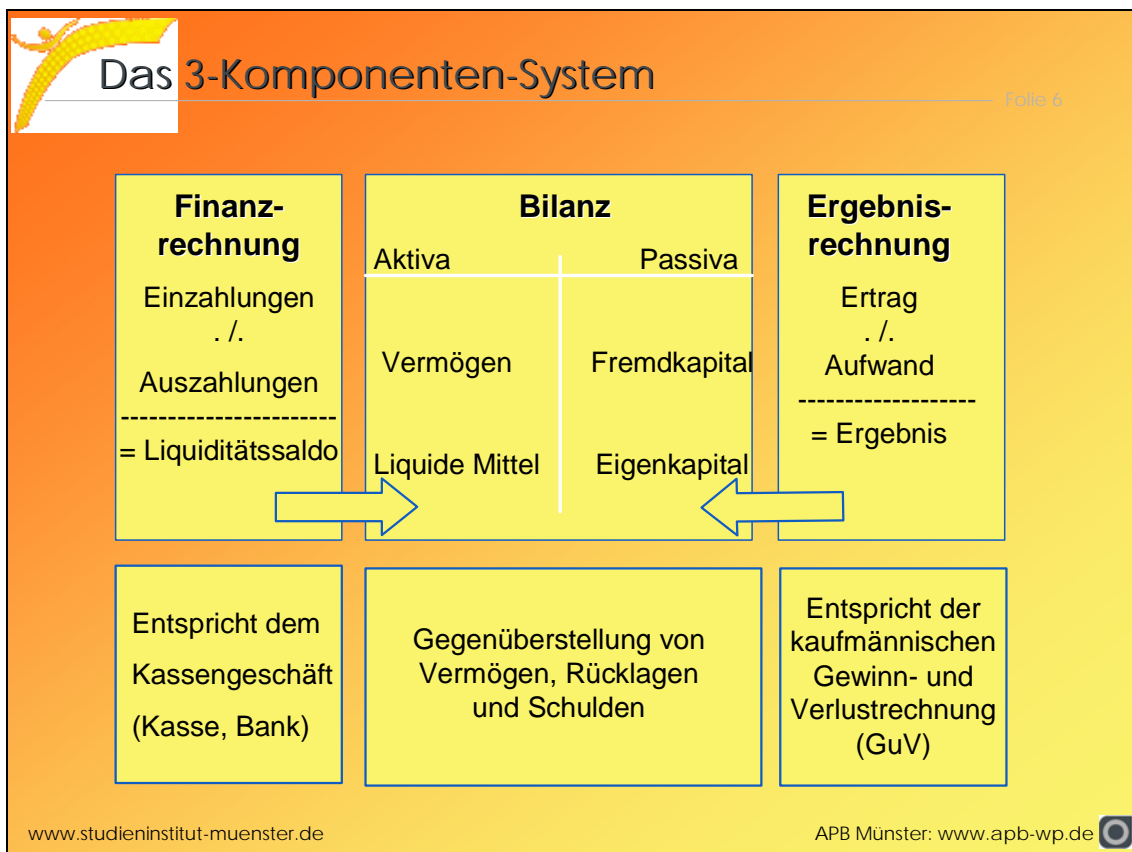 Das 3-Komponenten-System
Folie 6
Finanz-
rechnung
Einzahlungen
. /.
Auszahlungen
-----------------------
= Liquiditätssaldo
Bilanz
Aktiva Passiva
Vermögen Fremdkapital
Liquide Mittel Eigenkapital
Ergebnis-
rechnung
Ertrag
. /.
Aufwand
-------------------
= Ergebnis
Entspricht dem
Kassengeschäft
(Kasse, Bank)
Gegenüberstellung von
Vermögen, Rücklagen
und Schulden
Entspricht der
kaufmännischen
Gewinn- und
Verlustrechnung
(GuV)
www.studieninstitut-muenster.de
APB Münster: www.apb-wp.de